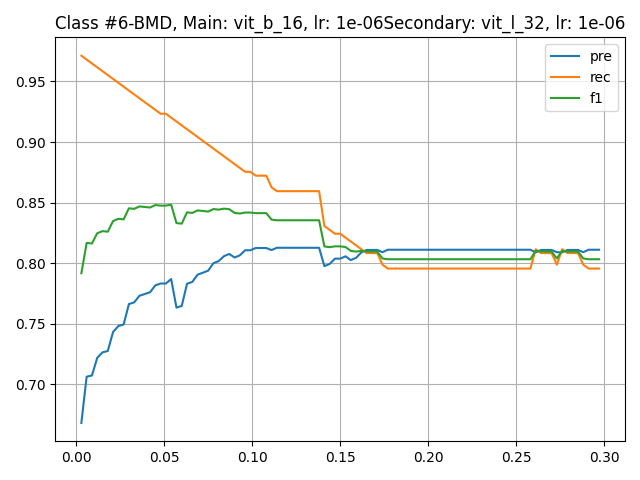 Class #6-BMD, Main: vit_b_16, lr: 1e-06Secondary: vit_l_32, lr: 1e-06
pre
rec
f1
0.95
0.90
0.85
0.80
0.75
0.70
0.00 0.05 0.10 0.15 0.20 0.25 0.30